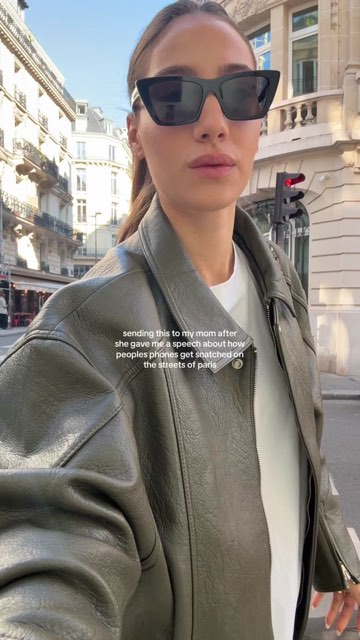 sending this to my mom after
she gave me a speech about how
peoples phones get snatched on
the streets of paris